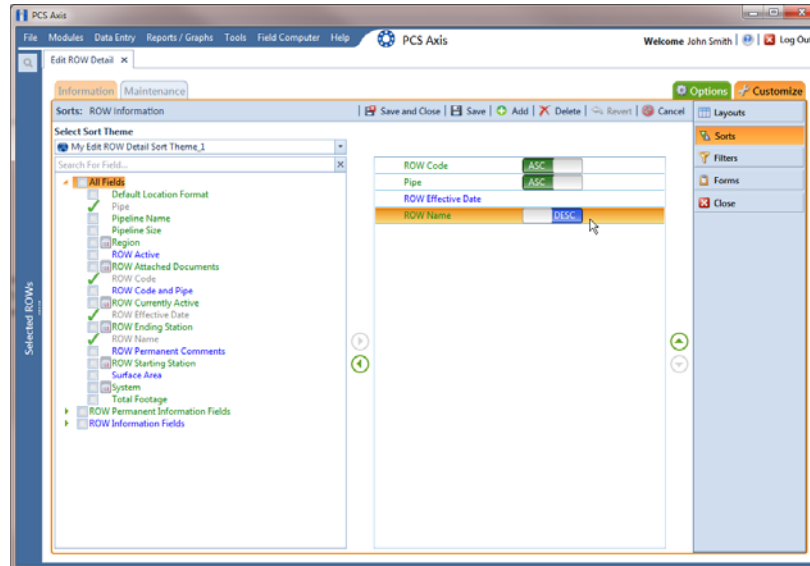 PCS Axis
File Modules Data Entry Reports / Graphs Tools Field Computer Help PCS Axis Welcome John Smith | Log Ou
Edit ROW Detail ×
Information Maintenance Options Customize
Sorts: ROW Information | Save and Close | Save | Add | Delete | Revert | Cancel
Layouts
Sorts
Filters
Forms
Close
Select Sort Theme
My Edit ROW Detail Sort Theme_1
Search For Field...
All Fields
Default Location Format
Pipe
Pipeline Name
Pipeline Size
Region
ROW Active
ROW Attached Documents
ROW Code
ROW Code and Pipe
ROW Currently Active
ROW Effective Date
ROW Ending Station
ROW Name
ROW Permanent Comments
ROW Starting Station
Surface Area
System
Total Footage
ROW Permanent Information Fields
ROW Information Fields
ROW Code ASC
Pipe ASC
ROW Effective Date
ROW Name DESC
Selected ROWs